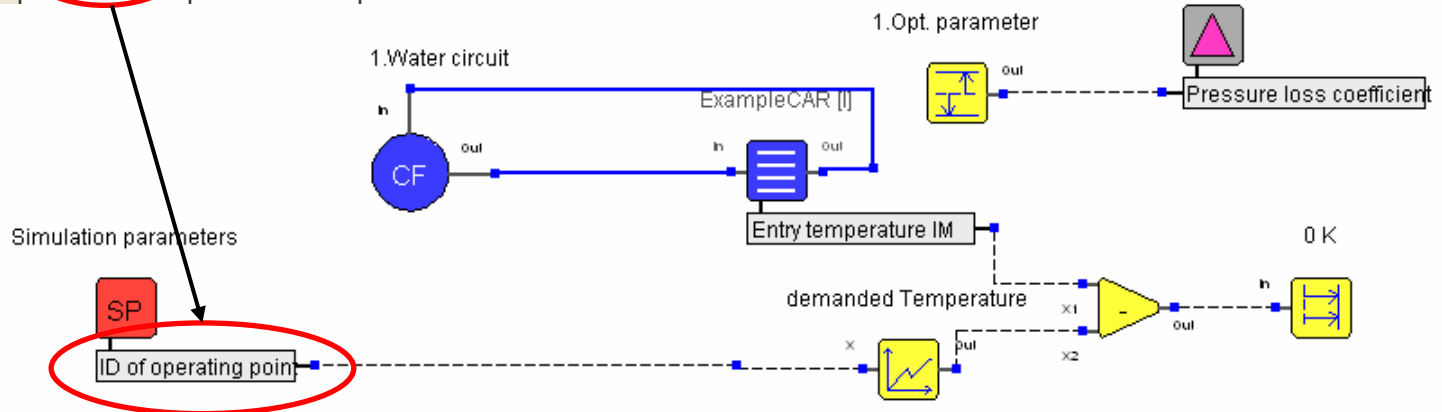 1.Opt. parameter
out
Pressure loss coefficient
1.Water circuit
In
ExampleCAR [I]
out
In
out
CF
Entry temperature IM
Simulation parameters
0 K
SP
demanded Temperature
X1
-
In
out
ID of operating point
X
out
X2